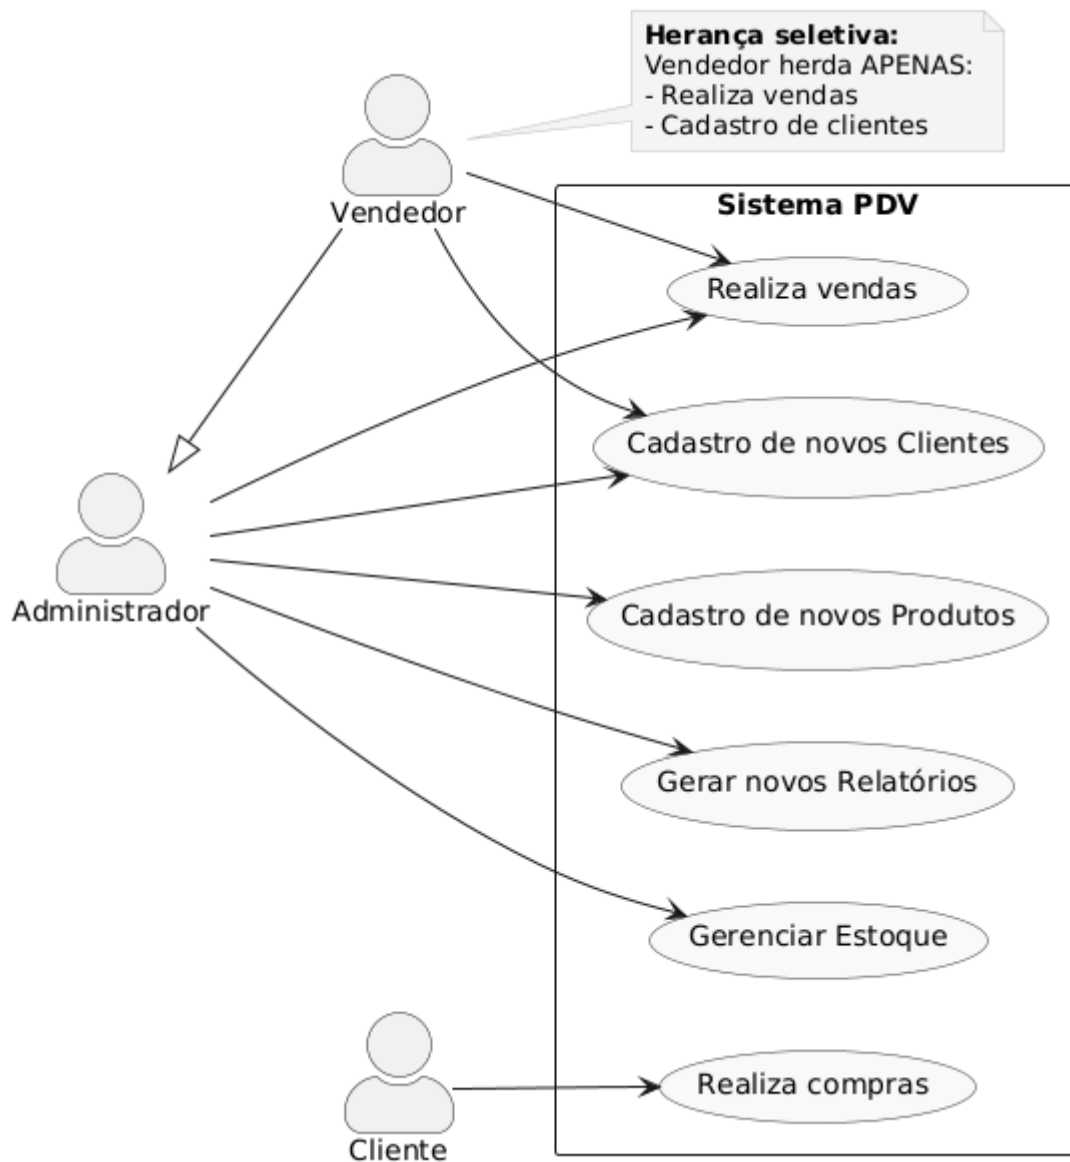 Herança seletiva:
Vendedor herda APENAS:
- Realiza vendas
- Cadastro de clientes
Vendedor
Sistema PDV
Realiza vendas
Cadastro de novos Clientes
Administrador
Cadastro de novos Produtos
Gerar novos Relatórios
Gerenciar Estoque
Realiza compras
Cliente